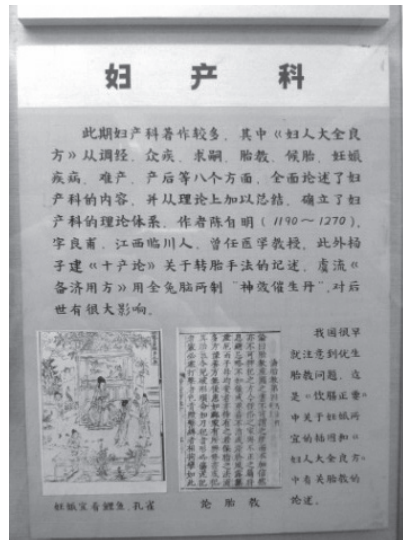 妇产科
此期妇产科著作较多，其中《妇人大全良
方》从调经、众疾、求嗣、胎教、候胎、妊娠
疾病、难产、产后等八个方面，全面论述了妇
产科的内容，并从理论上加以总结，确立了妇
产科的理论体系。作者陈自明（1190～1270），
字良甫，江西临川人，曾任医学教授。此外杨
子建《十产论》关于转胎手法的记述，虞流《
备济用方》用全兔脑所制“神效催生丹”，对后
世有很大影响。
我国很早
就注意到优生
胎教问题，这
是《饮膳正要》
中关于妊娠所
宜的插图和《
妇人大全良方》
中有关胎教的
论述。
妊娠宜看鲤鱼、孔雀
论胎教